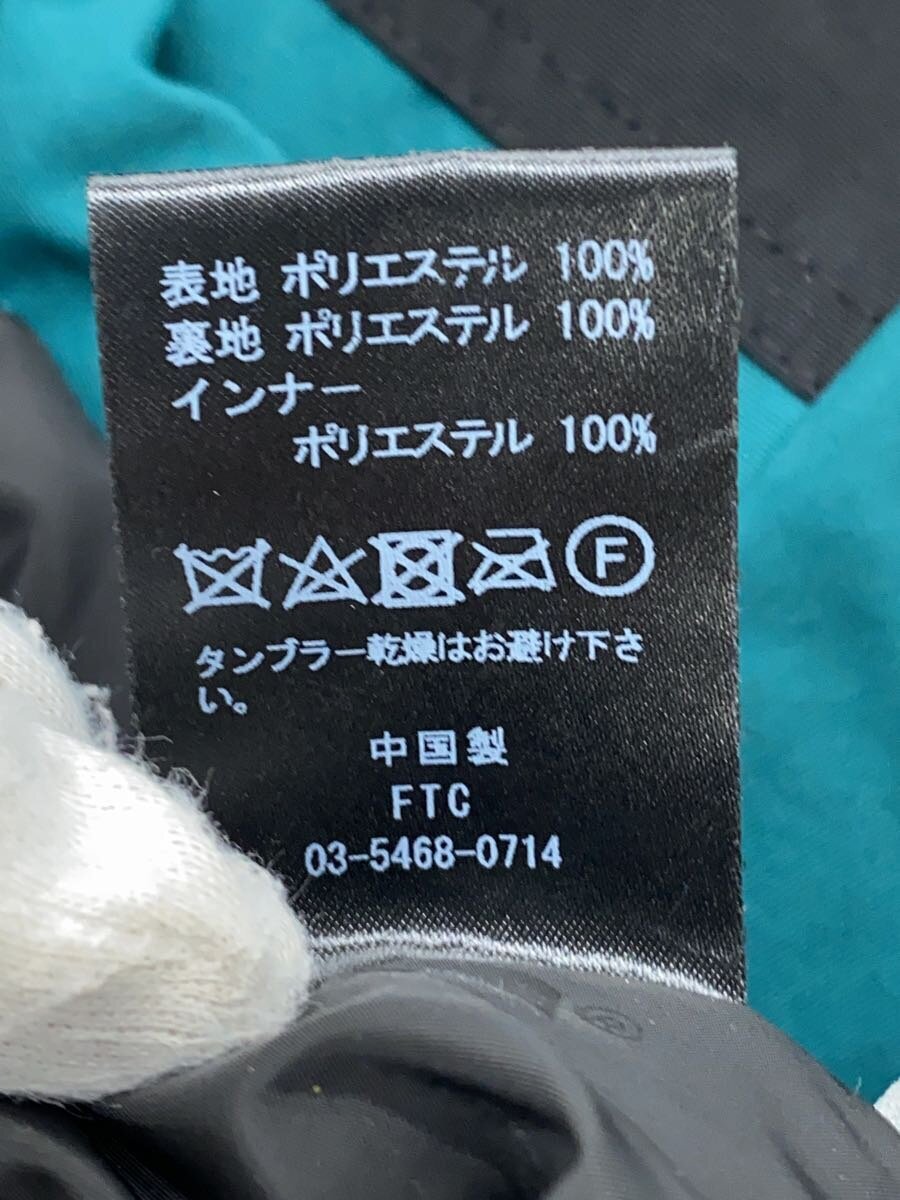 表地 ポリエステル 100%
裏地 ポリエステル 100%
インナー
ポリエステル 100%
F
タンブラー乾燥はお避け下さ
い。
中国製
FTC
03-5468-0714